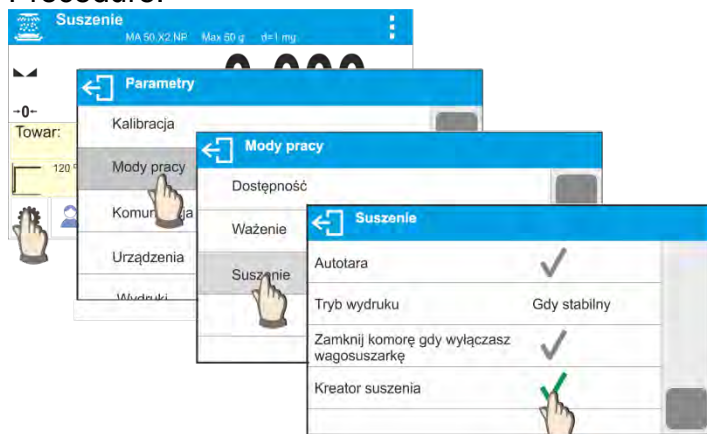 Procedure:
Suszenie
MA 50.X2.NP Max 50 g d=1 mg
-0-
Towar:
120 °
Parametry
Kalibracja
Mody pracy
Urządzenia
Wydruki
Mody pracy
Dostępność
Ważenie
Suszenie
Suszenie
Autotara
Tryb wydruku Gdy stabilny
Zamknij komorę gdy wyłączasz
wagosuszarkę
Kreator suszenia